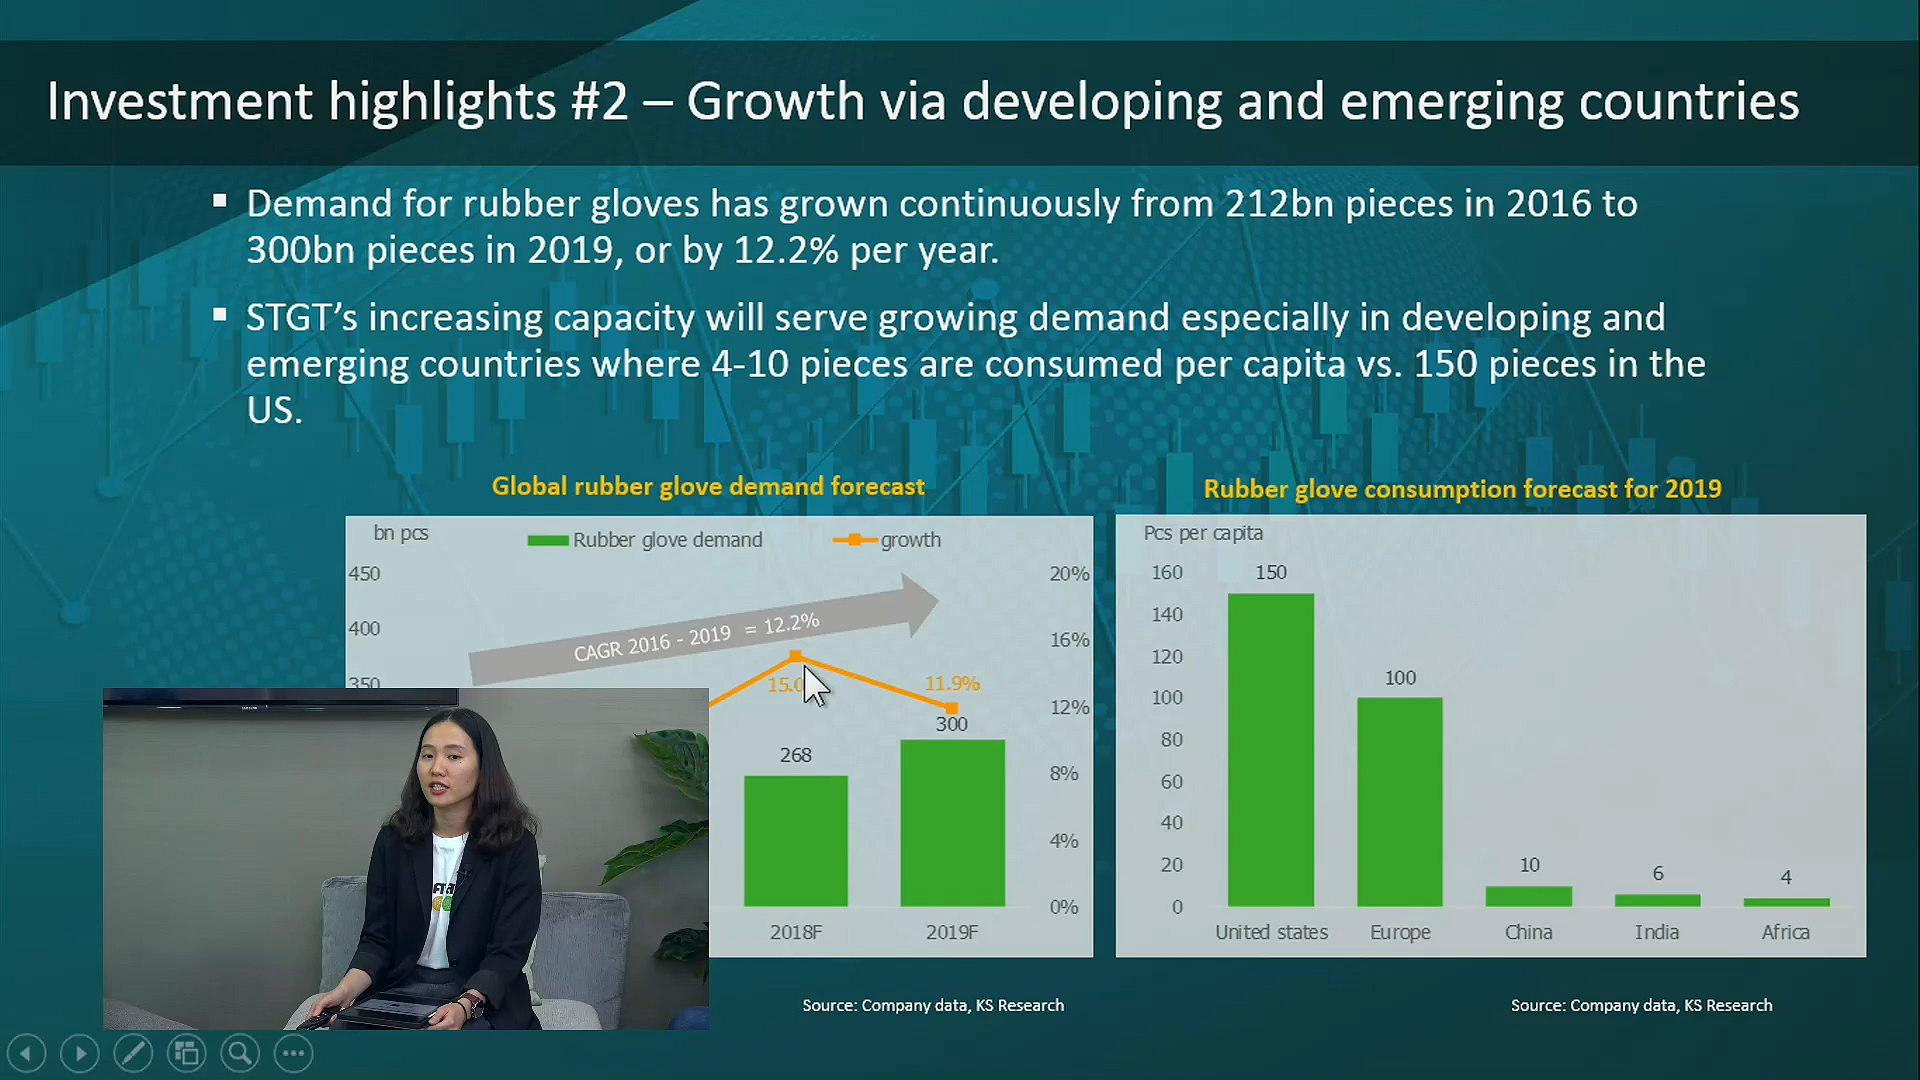 Investment highlights #2 – Growth via developing and emerging countries
▪ Demand for rubber gloves has grown continuously from 212bn pieces in 2016 to
300bn pieces in 2019, or by 12.2% per year.
▪ STGT’s increasing capacity will serve growing demand especially in developing and
emerging countries where 4-10 pieces are consumed per capita vs. 150 pieces in the
US.
Global rubber glove demand forecast
bn pcs
Rubber glove demand
growth
450
400
350
CAGR 2016 - 2019 = 12.2%
11.9%
268
300
20%
16%
12%
8%
4%
0%
2018F
2019F
Source: Company data, KS Research
Rubber glove consumption forecast for 2019
Pcs per capita
160
140
120
100
80
60
40
20
0
150
100
10
6
4
United states
Europe
China
India
Africa
Source: Company data, KS Research